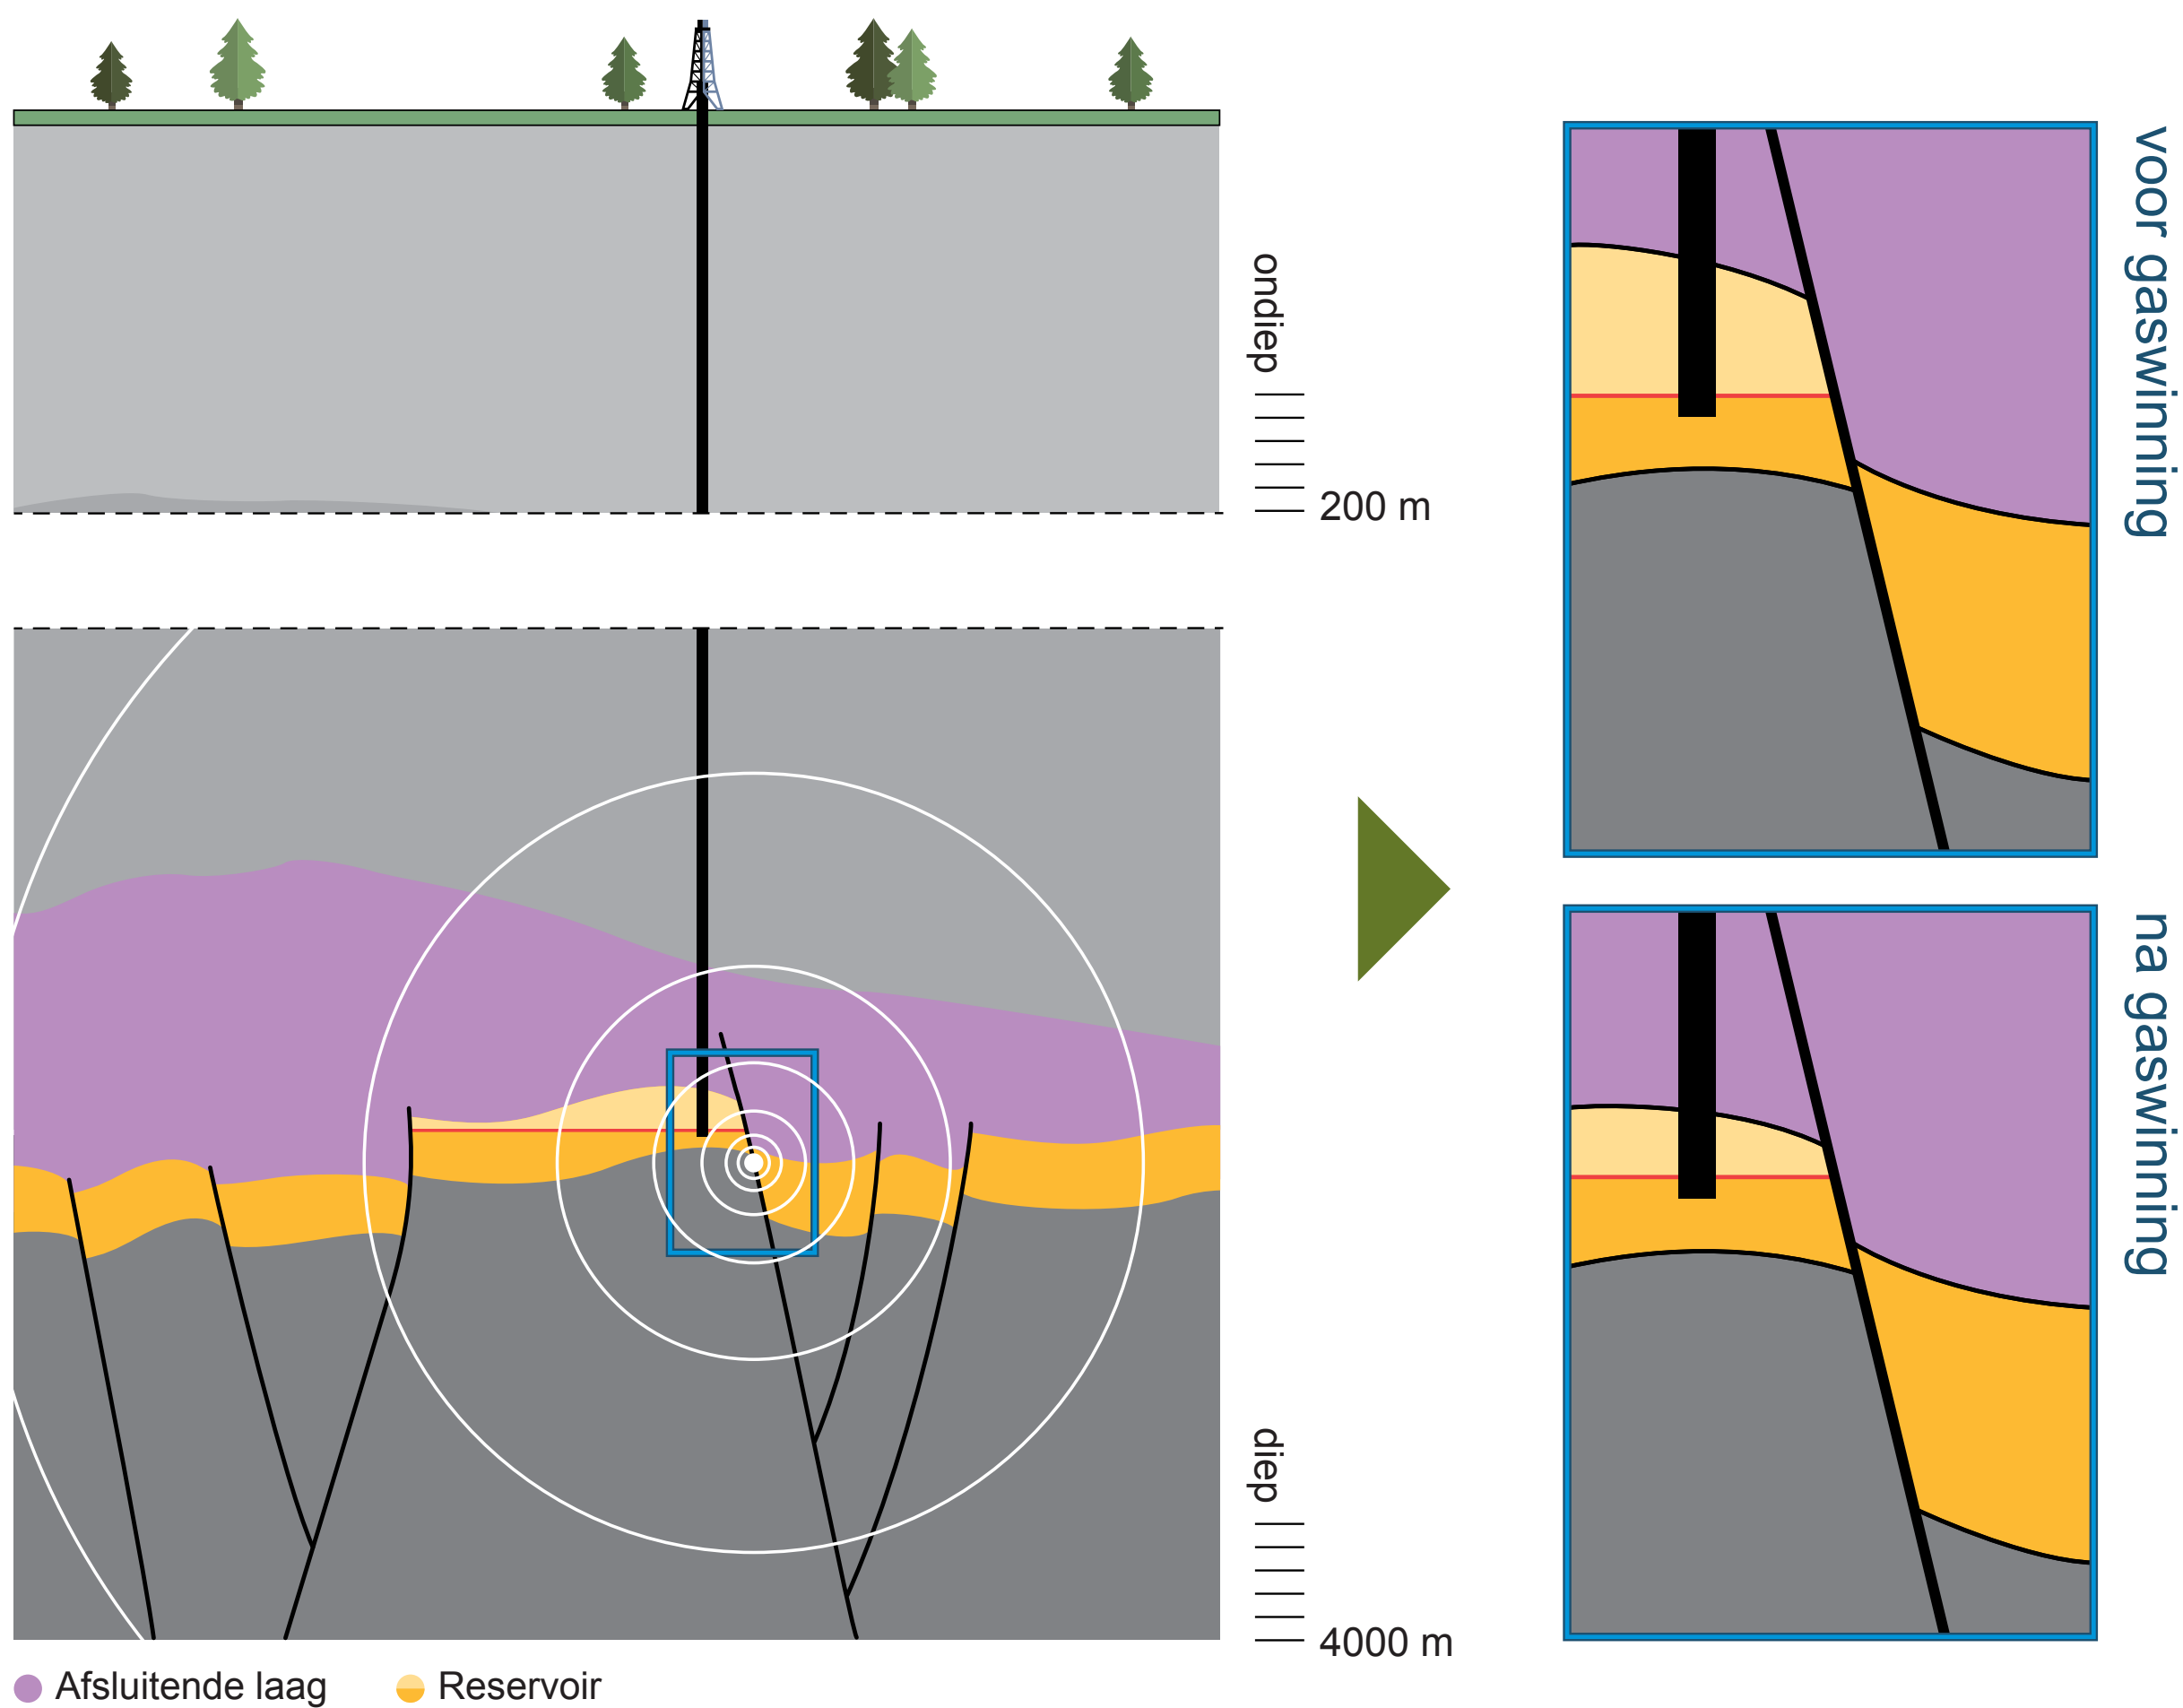 ondiep
200 m
diep
4000 m
voor gaswinning
na gaswinning
Afsluitende laag
Reservoir